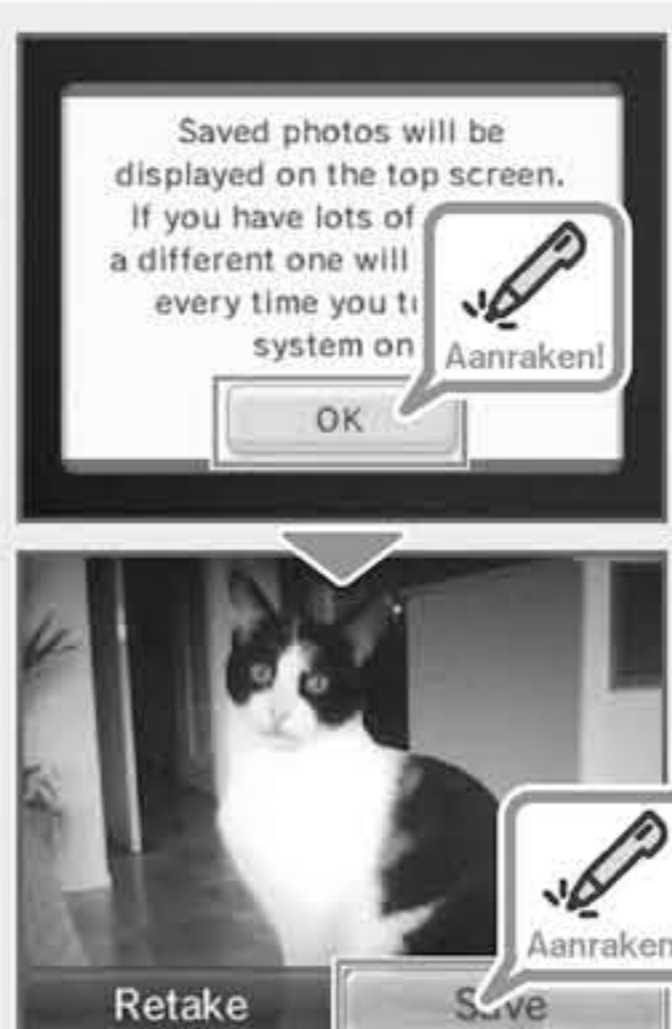 Saved photos will be
displayed on the top screen.
If you have lots of
a different one will
every time you
system on
Aanraken!
OK
Aanraken
Retake
Save